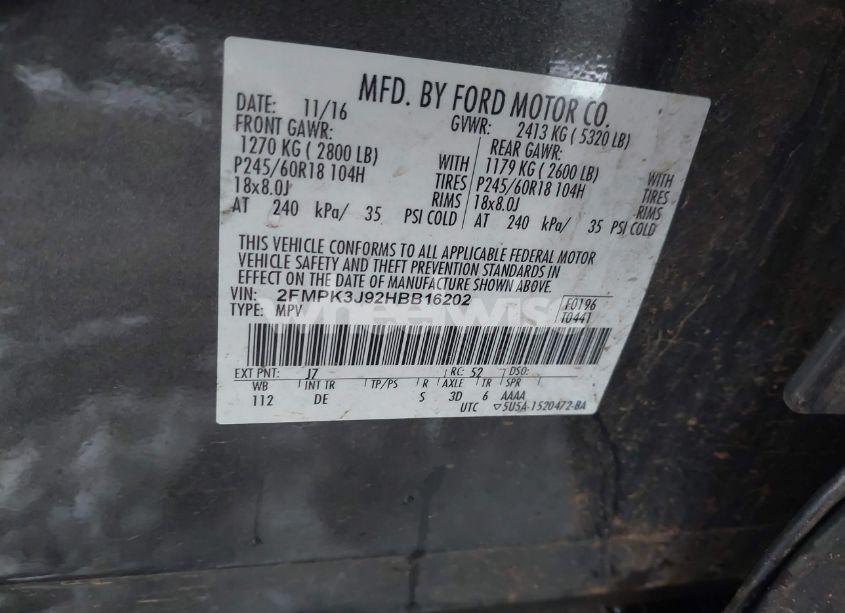 MFD. BY FORD MOTOR CO.
DATE: 11/16 GVWR: 2413 KG ( 5320 LB)
FRONT GAWR: REAR GAWR:
1270 KG ( 2800 LB) WITH 1179 KG ( 2600 LB) WITH
P245/60R18 104H TIRES P245/60R18 104H TIRES
18x8.0J RIMS 18x8.0J RIMS
AT 240 kPa/ 35 PSI COLD AT 240 kPa/ 35 PSI COLD
THIS VEHICLE CONFORMS TO ALL APPLICABLE FEDERAL MOTOR
VEHICLE SAFETY AND THEFT PREVENTION STANDARDS IN
EFFECT ON THE DATE OF MANUFACTURE SHOWN ABOVE.
VIN: 2FMPK3J92HBB16202 F0196
TYPE: MPV T0441
EXT PNT: J7 RC: 52 DSO:
WB INT TR TP/PS R AXLE TR SPR
112 DE S 3D 6 AAAA
UTC ▽5U5A-1520472-BA